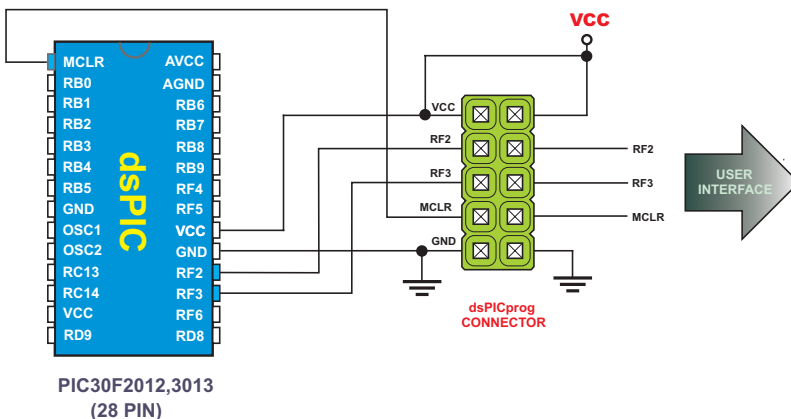 VCC
MCLR AVCC
RB0 AGND
RB1 RB6
RB2 RB7
RB3 RB8
RB4 RB9
RB5 RF4
GND RF5
OSC1 VCC
OSC2 GND
RC13 RF2
RC14 RF3
VCC RF6
RD9 RD8
dsPIC
VCC
RF2 RF2
RF3 RF3
MCLR MCLR
GND
USER
INTERFACE
dsPICprog
CONNECTOR
PIC30F2012,3013
(28 PIN)